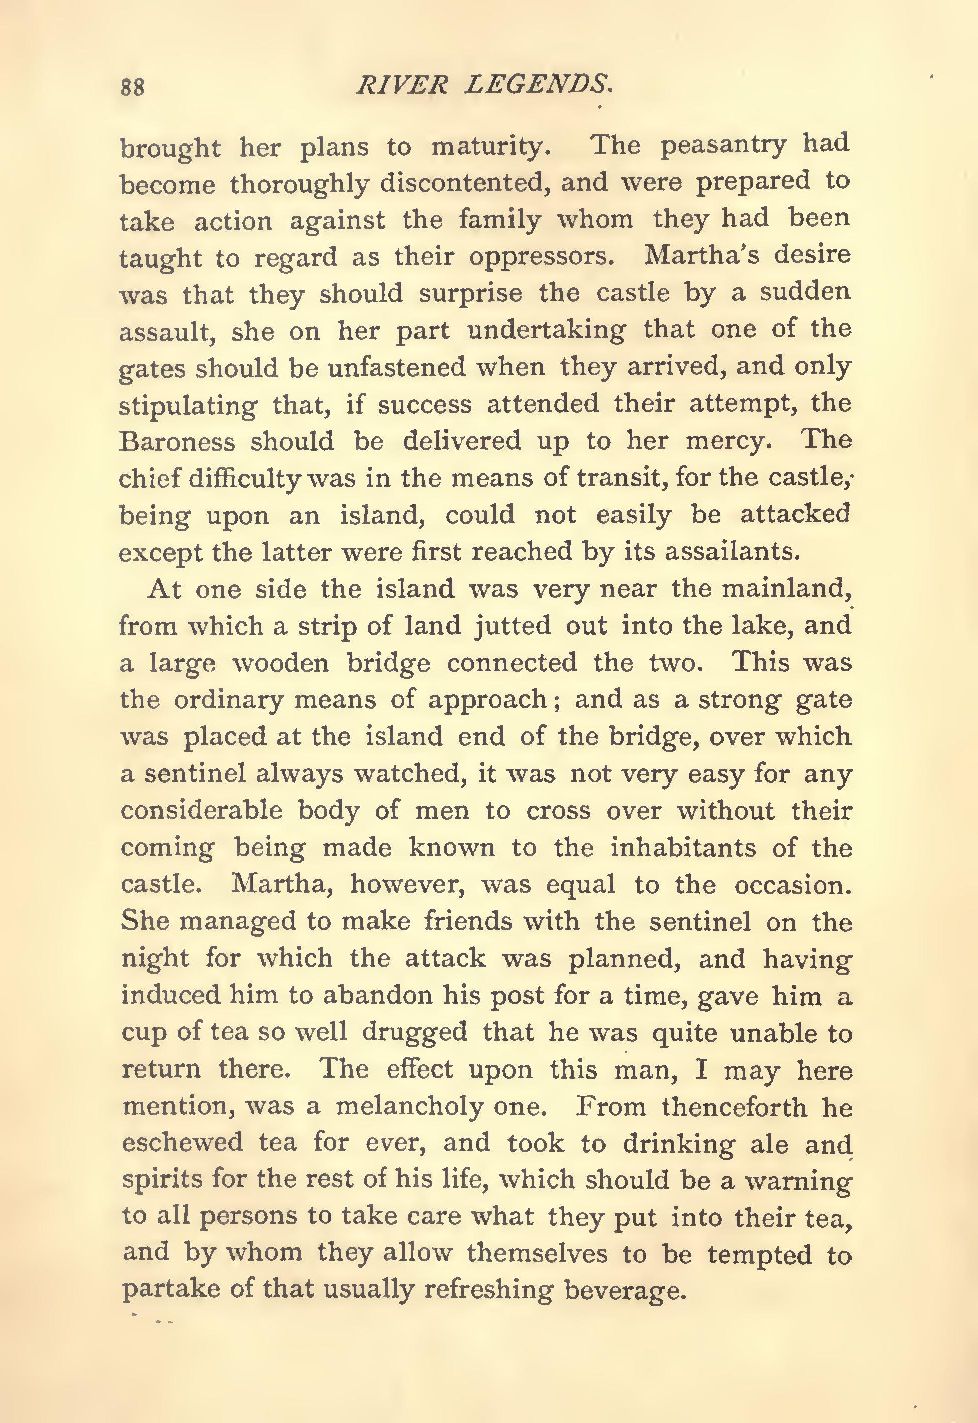 88 RIVER LEGENDS.
brought her plans to maturity. The peasantry had
become thoroughly discontented, and were prepared to
take action against the family whom they had been
taught to regard as their oppressors. Martha's desire
was that they should surprise the castle by a sudden
assault, she on her part undertaking that one of the
gates should be unfastened when they arrived, and only
stipulating that, if success attended their attempt, the
Baroness should be delivered up to her mercy. The
chief difficulty was in the means of transit, for the castle,
being upon an island, could not easily be attacked
except the latter were first reached by its assailants.
At one side the island was very near the mainland,
from which a strip of land jutted out into the lake, and
a large wooden bridge connected the two. This was
the ordinary means of approach; and as a strong gate
was placed at the island end of the bridge, over which
a sentinel always watched, it was not very easy for any
considerable body of men to cross over without their
coming being made known to the inhabitants of the
castle. Martha, however, was equal to the occasion.
She managed to make friends with the sentinel on the
night for which the attack was planned, and having
induced him to abandon his post for a time, gave him a
cup of tea so well drugged that he was quite unable to
return there. The effect upon this man, I may here
mention, was a melancholy one. From thenceforth he
eschewed tea for ever, and took to drinking ale and
spirits for the rest of his life, which should be a warning
to all persons to take care what they put into their tea,
and by whom they allow themselves to be tempted to
partake of that usually refreshing beverage.